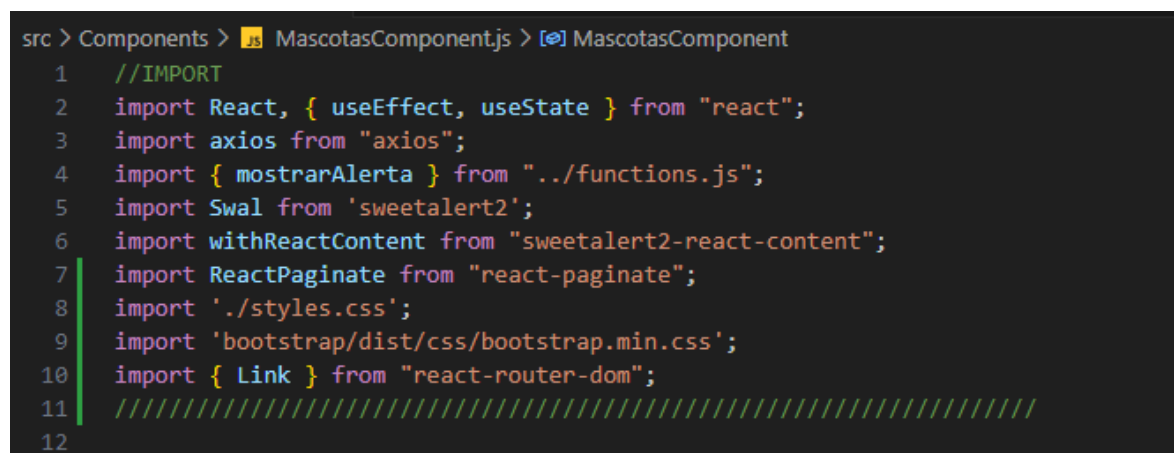 src > Components > JS MascotasComponent.js > MascotasComponent
1 //IMPORT
2 import React, { useEffect, useState } from "react";
3 import axios from "axios";
4 import { mostrarAlerta } from "../functions.js";
5 import Swal from 'sweetalert2';
6 import withReactContent from "sweetalert2-react-content";
7 import ReactPaginate from "react-paginate";
8 import './styles.css';
9 import 'bootstrap/dist/css/bootstrap.min.css';
10 import { Link } from "react-router-dom";
11 ////////////////////////////////////////////////////////////////////
12